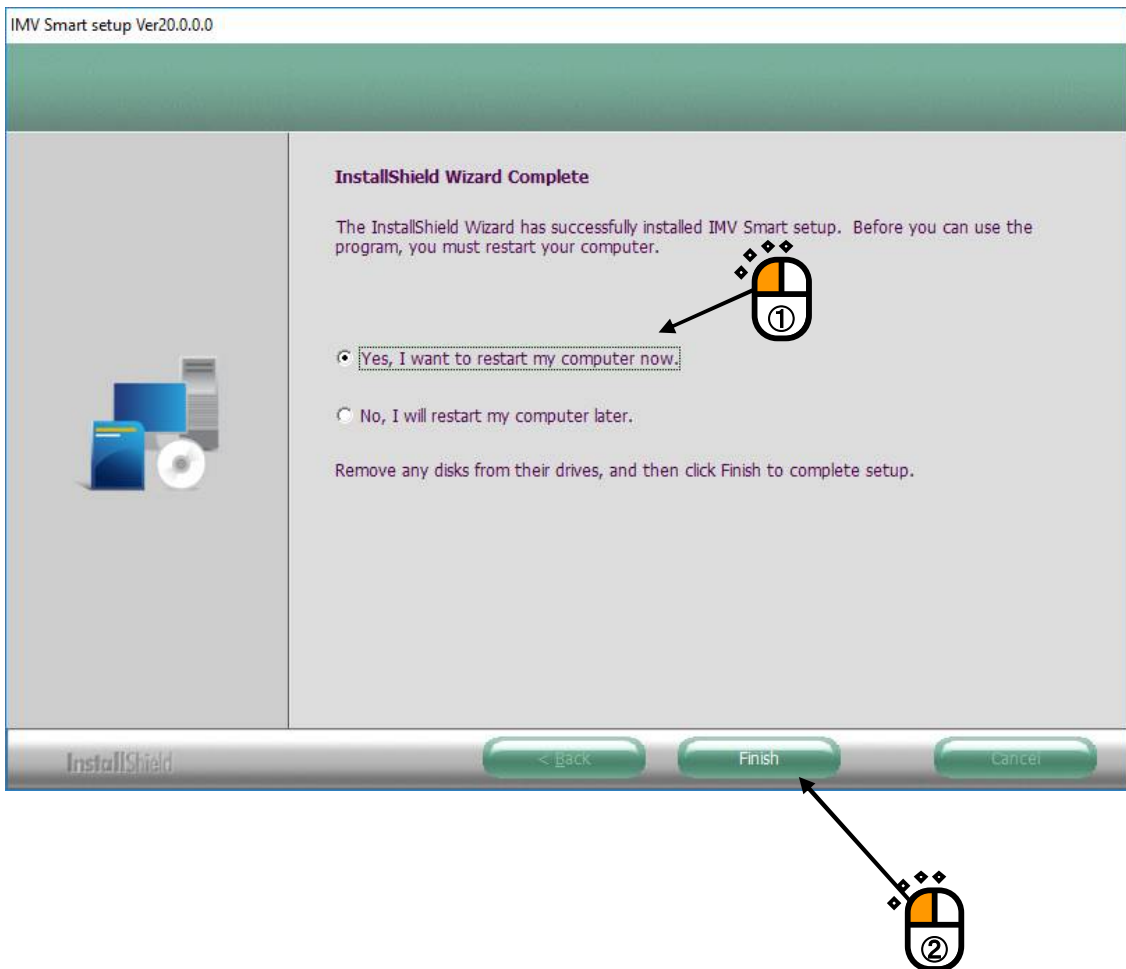 IMV Smart setup Ver20.0.0.0
InstallShield Wizard Complete
The InstallShield Wizard has successfully installed IMV Smart setup. Before you can use the
program, you must restart your computer.
①
Yes, I want to restart my computer now.
No, I will restart my computer later.
Remove any disks from their drives, and then click Finish to complete setup.
InstallShield
< Back
Finish
Cancel
②